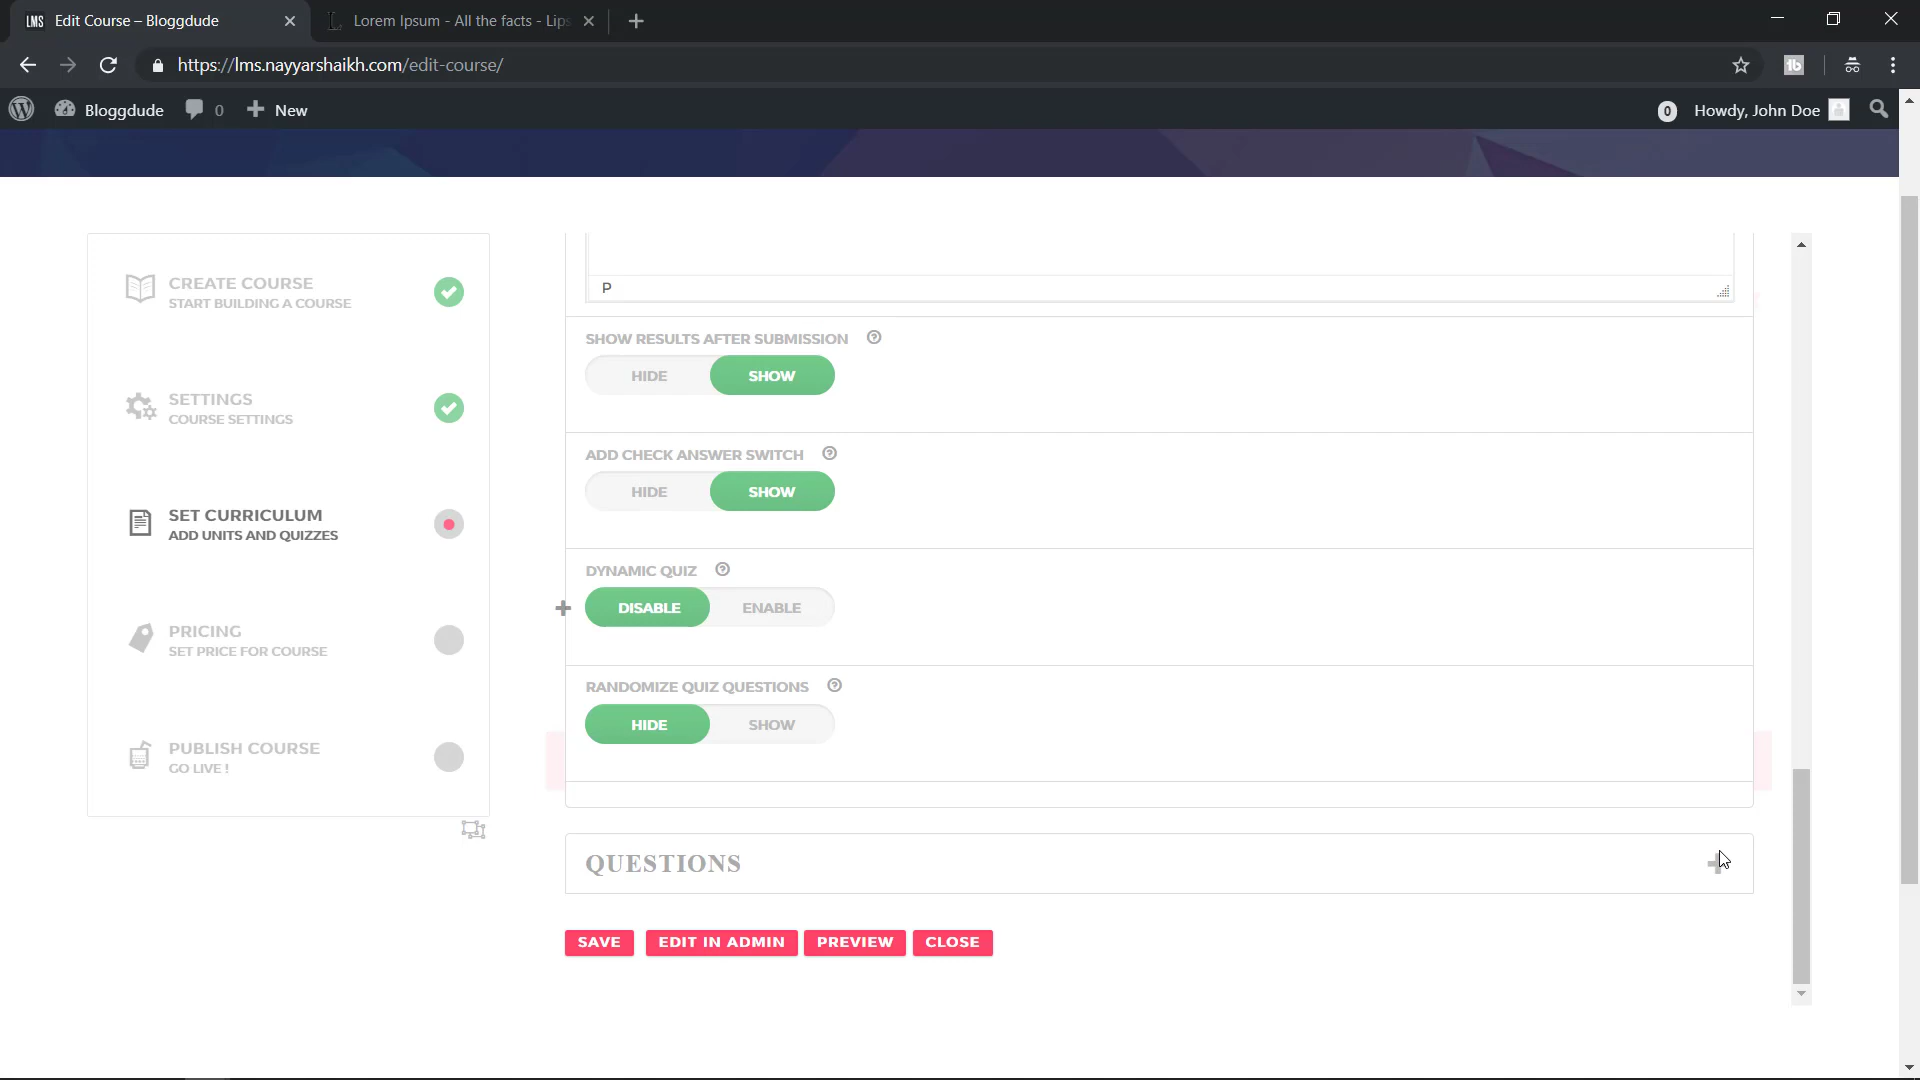 LMS Edit Course – Bloggdude
Lorem Ipsum - All the facts - Lips
https://lms.nayyarshaikh.com/edit-course/
Bloggdude 0 New
0 Howdy, John Doe
CREATE COURSE
START BUILDING A COURSE
SETTINGS
COURSE SETTINGS
SET CURRICULUM
ADD UNITS AND QUIZZES
PRICING
SET PRICE FOR COURSE
PUBLISH COURSE
GO LIVE !
P
SHOW RESULTS AFTER SUBMISSION
HIDE SHOW
ADD CHECK ANSWER SWITCH
HIDE SHOW
DYNAMIC QUIZ
DISABLE ENABLE
RANDOMIZE QUIZ QUESTIONS
HIDE SHOW
QUESTIONS
SAVE EDIT IN ADMIN PREVIEW CLOSE